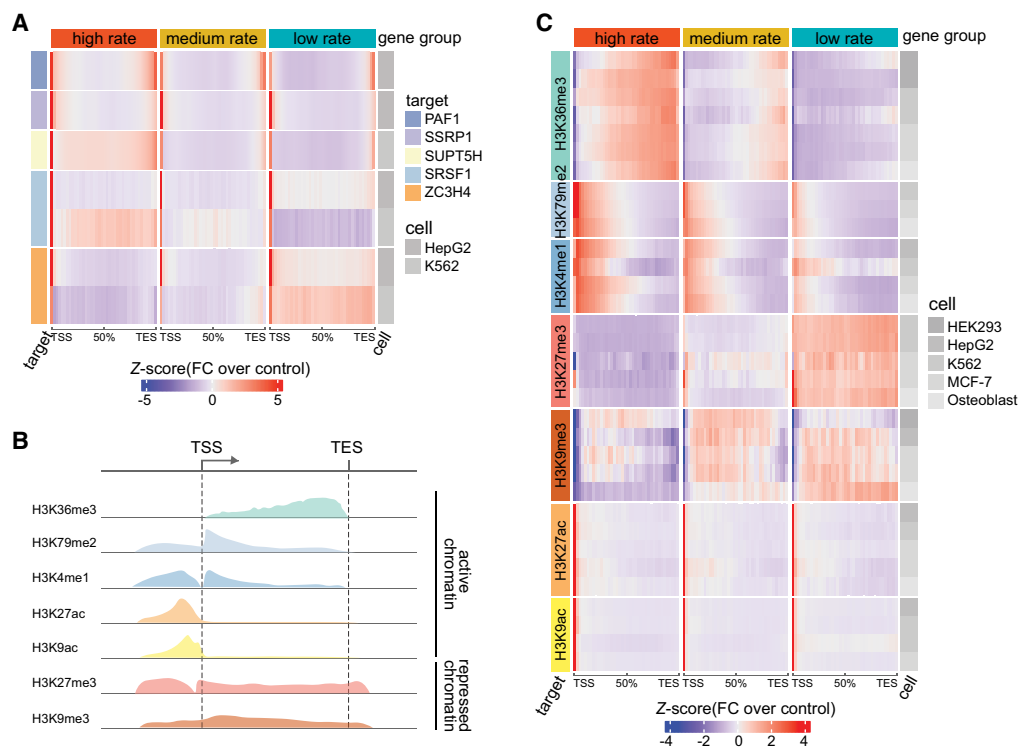 A
high rate
medium rate
low rate
gene group
target
PAF1
SSRP1
SUPT5H
SRSF1
ZC3H4
cell
HepG2
K562
target
TSS 50% TES
TSS 50% TES
TSS 50% TES
cell
Z-score(FC over control)
-5 0 5
B
TSS TES
H3K36me3
H3K79me2
H3K4me1
H3K27ac
H3K9ac
H3K27me3
H3K9me3
active
chromatin
repressed
chromatin
C
high rate
medium rate
low rate
gene group
H3K36me3
H3K79me2
H3K4me1
H3K27me3
H3K9me3
H3K27ac
H3K9ac
cell
HEK293
HepG2
K562
MCF-7
Osteoblast
target
TSS 50% TES
TSS 50% TES
TSS 50% TES
cell
Z-score(FC over control)
-4 -2 0 2 4